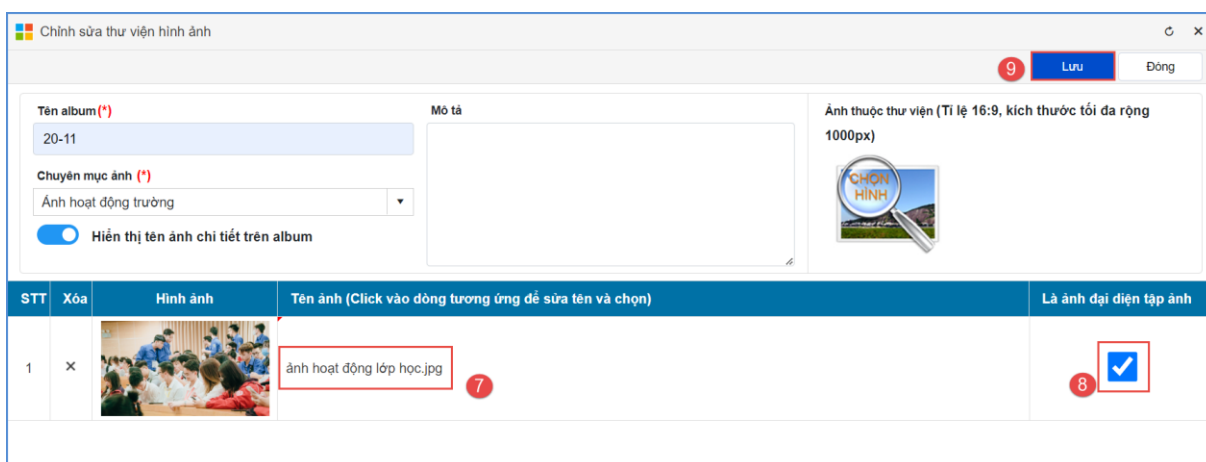 Chỉnh sửa thư viện hình ảnh
9 Lưu Đóng
Tên album(*)
20-11
Chuyên mục ảnh (*)
Ảnh hoạt động trường
Hiển thị tên ảnh chi tiết trên album
Mô tả
Ảnh thuộc thư viện (Tỉ lệ 16:9, kích thước tối đa rộng
1000px)
CHỌN
HÌNH
STT Xóa Hình ảnh Tên ảnh (Click vào dòng tương ứng để sửa tên và chọn) Là ảnh đại diện tập ảnh
1 ảnh hoạt động lớp học.jpg 7 8